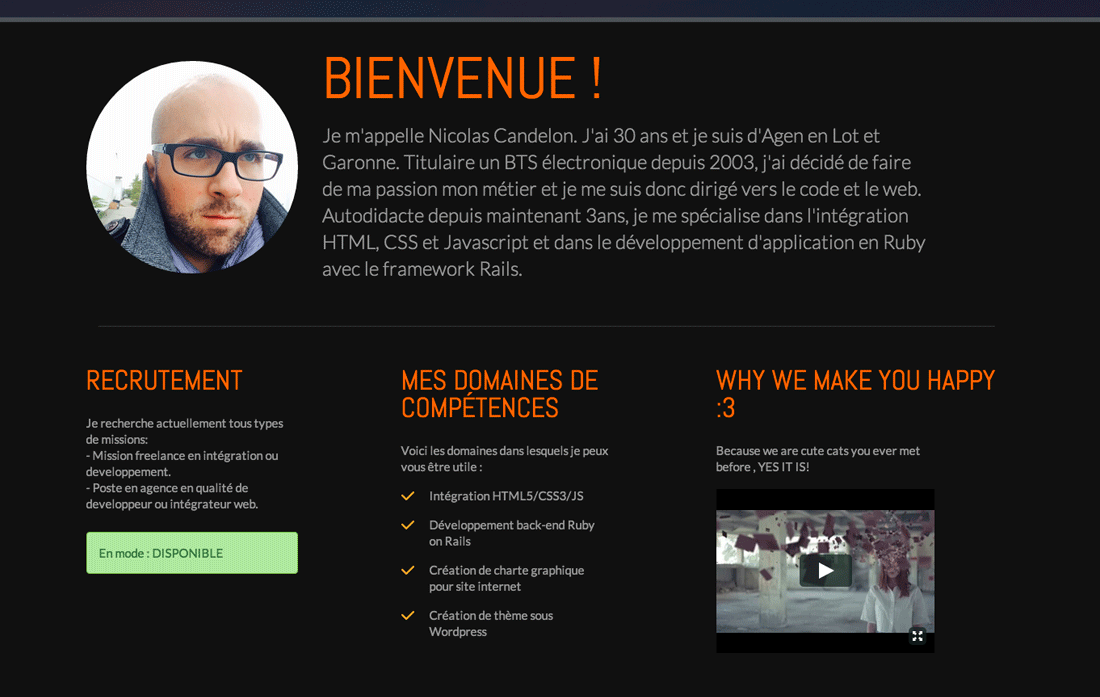 BIENVENUE !
Je m'appelle Nicolas Candelon. J'ai 30 ans et je suis d'Agen en Lot et
Garonne. Titulaire un BTS électronique depuis 2003, j'ai décidé de faire
de ma passion mon métier et je me suis donc dirigé vers le code et le web.
Autodidacte depuis maintenant 3ans, je me spécialise dans l'intégration
HTML, CSS et Javascript et dans le développement d'application en Ruby
avec le framework Rails.
RECRUTEMENT
Je recherche actuellement tous types
de missions:
- Mission freelance en intégration ou
developpement.
- Poste en agence en qualité de
developpeur ou intégrateur web.
En mode : DISPONIBLE
MES DOMAINES DE
COMPÉTENCES
Voici les domaines dans lesquels je peux
vous être utile :
Intégration HTML5/CSS3/JS
Développement back-end Ruby
on Rails
Création de charte graphique
pour site internet
Création de thème sous
Wordpress
WHY WE MAKE YOU HAPPY
:3
Because we are cute cats you ever met
before , YES IT IS!